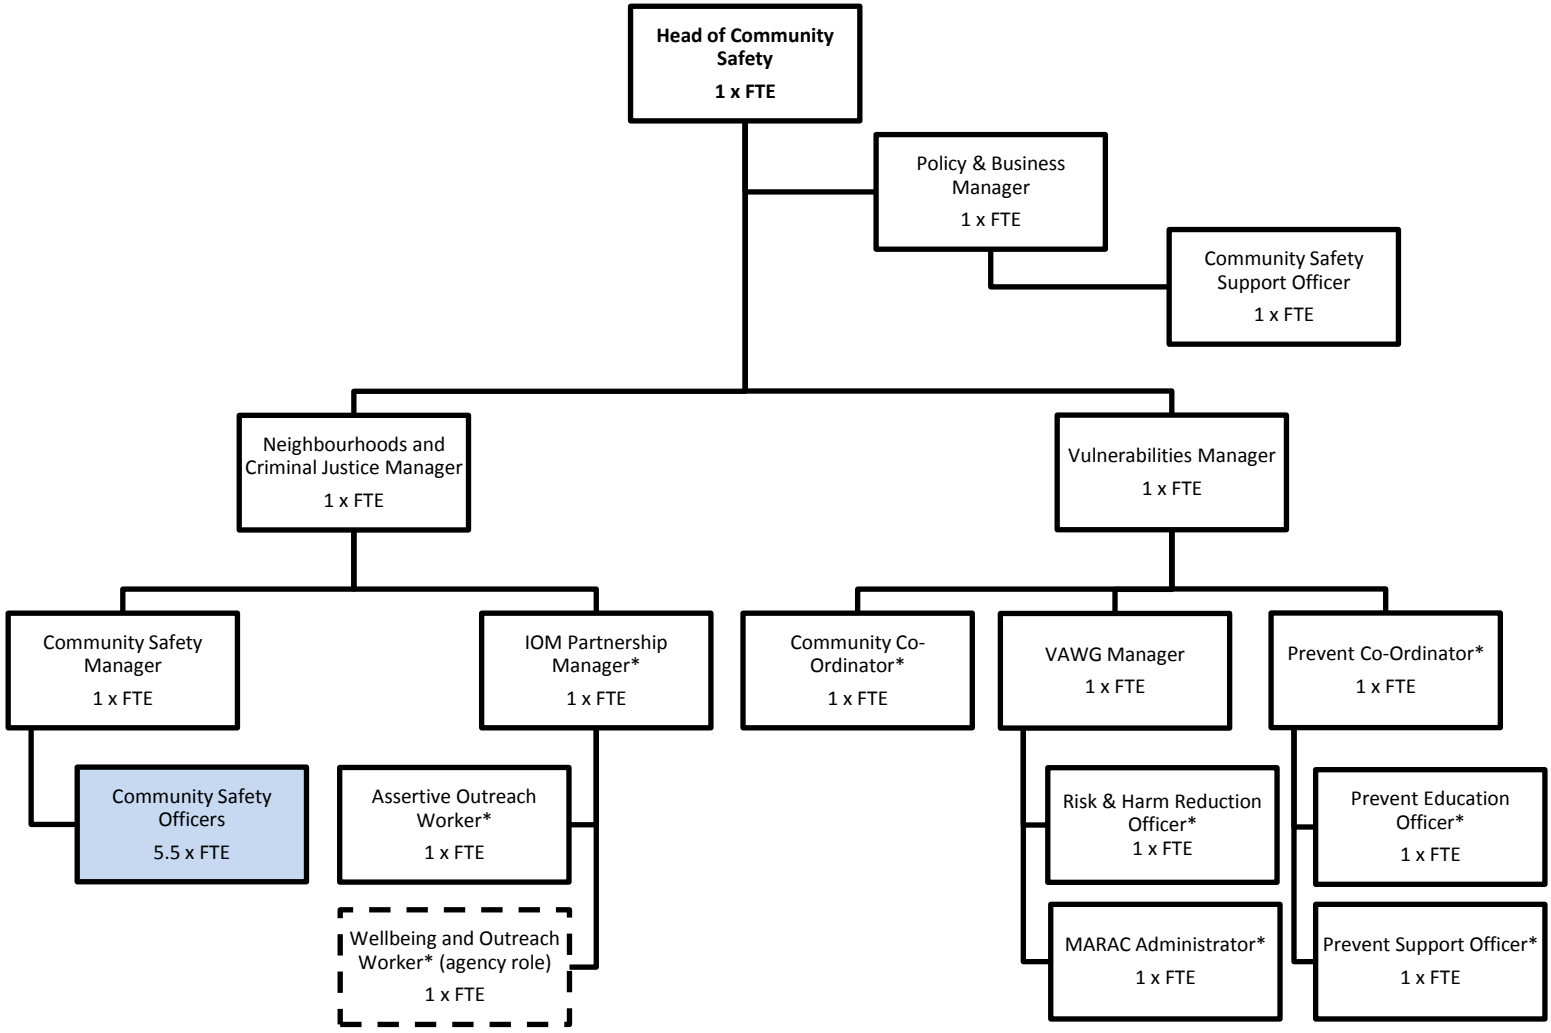 Head of Community
Safety
1 x FTE
Policy & Business
Manager
1 x FTE
Community Safety
Support Officer
1 x FTE
Neighbourhoods and
Criminal Justice Manager
1 x FTE
Vulnerabilities Manager
1 x FTE
Community Safety
Manager
1 x FTE
IOM Partnership
Manager*
1 x FTE
Community Co-
Ordinator*
1 x FTE
VAWG Manager
1 x FTE
Prevent Co-Ordinator*
1 x FTE
Community Safety
Officers
5.5 x FTE
Assertive Outreach
Worker*
1 x FTE
Risk & Harm Reduction
Officer*
1 x FTE
Prevent Education
Officer*
1 x FTE
Wellbeing and Outreach
Worker* (agency role)
1 x FTE
MARAC Administrator*
1 x FTE
Prevent Support Officer*
1 x FTE